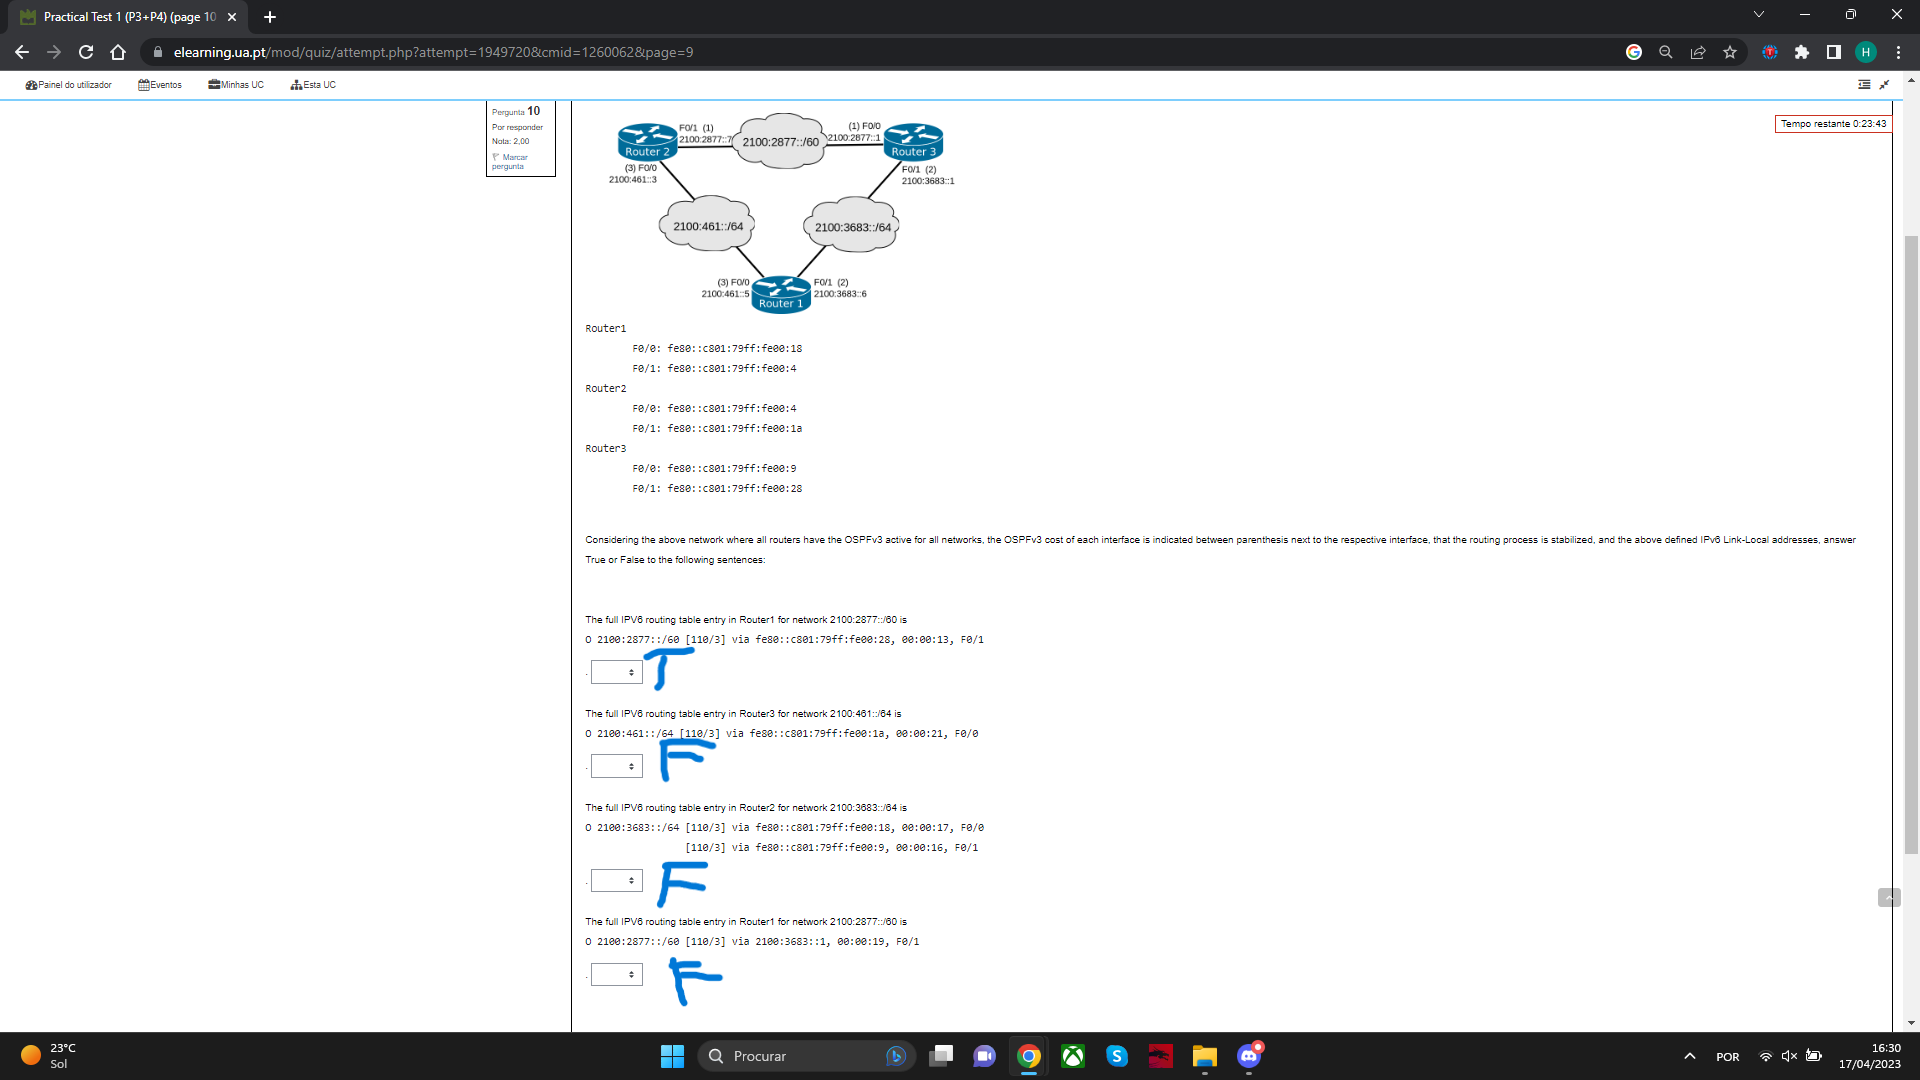 Practical Test 1 (P3+P4) (page 10
elearning.ua.pt/mod/quiz/attempt.php?attempt=1949720&cmid=1260062&page=9
H
Painel do utilizador
Eventos
Minhas UC
Esta UC
Pergunta 10
Por responder
Nota: 2,00
Marcar pergunta
Tempo restante 0:23:43
F0/1 (1)
2100:2877::7
2100:2877::/60
(1) F0/0
2100:2877::1
Router 2
Router 3
(3) F0/0
2100:461::3
F0/1 (2)
2100:3683::1
2100:461::/64
2100:3683::/64
(3) F0/0
2100:461::5
F0/1 (2)
2100:3683::6
Router 1
Router1
F0/0: fe80::c801:79ff:fe00:18
F0/1: fe80::c801:79ff:fe00:4
Router2
F0/0: fe80::c801:79ff:fe00:4
F0/1: fe80::c801:79ff:fe00:1a
Router3
F0/0: fe80::c801:79ff:fe00:9
F0/1: fe80::c801:79ff:fe00:28
Considering the above network where all routers have the OSPFv3 active for all networks, the OSPFv3 cost of each interface is indicated between parenthesis next to the respective interface, that the routing process is stabilized, and the above defined IPv6 Link-Local addresses, answer
True or False to the following sentences:
The full IPV6 routing table entry in Router1 for network 2100:2877::/60 is
O 2100:2877::/60 [110/3] via fe80::c801:79ff:fe00:28, 00:00:13, F0/1
T
The full IPV6 routing table entry in Router3 for network 2100:461::/64 is
O 2100:461::/64 [110/3] via fe80::c801:79ff:fe00:1a, 00:00:21, F0/0
F
The full IPV6 routing table entry in Router2 for network 2100:3683::/64 is
O 2100:3683::/64 [110/3] via fe80::c801:79ff:fe00:18, 00:00:17, F0/0
[110/3] via fe80::c801:79ff:fe00:9, 00:00:16, F0/1
F
The full IPV6 routing table entry in Router1 for network 2100:2877::/60 is
O 2100:2877::/60 [110/3] via 2100:3683::1, 00:00:19, F0/1
F
23°C
Sol
Procurar
POR
16:30
17/04/2023